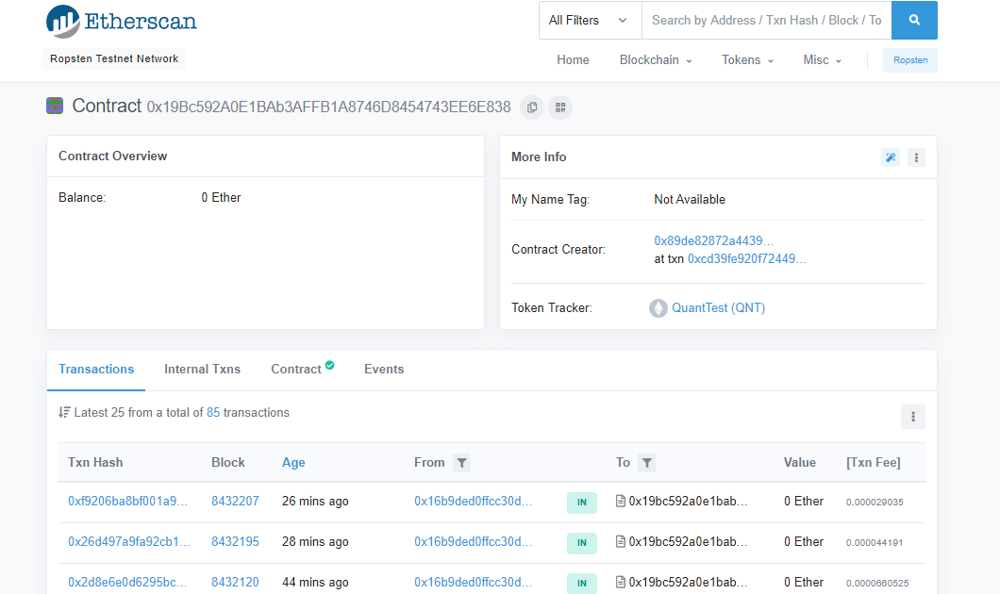 Etherscan
All Filters
Search by Address / Txn Hash / Block / To
Ropsten Testnet Network
Home Blockchain Tokens Misc Ropsten
Contract 0x19Bc592A0E1BAb3AFFB1A8746D8454743EE6E838
Contract Overview
Balance: 0 Ether
More Info
My Name Tag: Not Available
Contract Creator: 0x89de82872a4439...
at txn 0xcd39fe920f72449...
Token Tracker: QuantTest (QNT)
Transactions Internal Txns Contract Events
Latest 25 from a total of 85 transactions
Txn Hash Block Age From To Value [Txn Fee]
0xf9206ba8bf001a9... 8432207 26 mins ago 0x16b9ded0ffcc30d... IN 0x19bc592a0e1bab... 0 Ether 0.000029035
0x26d497a9fa92cb1... 8432195 28 mins ago 0x16b9ded0ffcc30d... IN 0x19bc592a0e1bab... 0 Ether 0.000044191
0x2d8e6e0d6295bc... 8432120 44 mins ago 0x16b9ded0ffcc30d... IN 0x19bc592a0e1bab... 0 Ether 0.0000660525